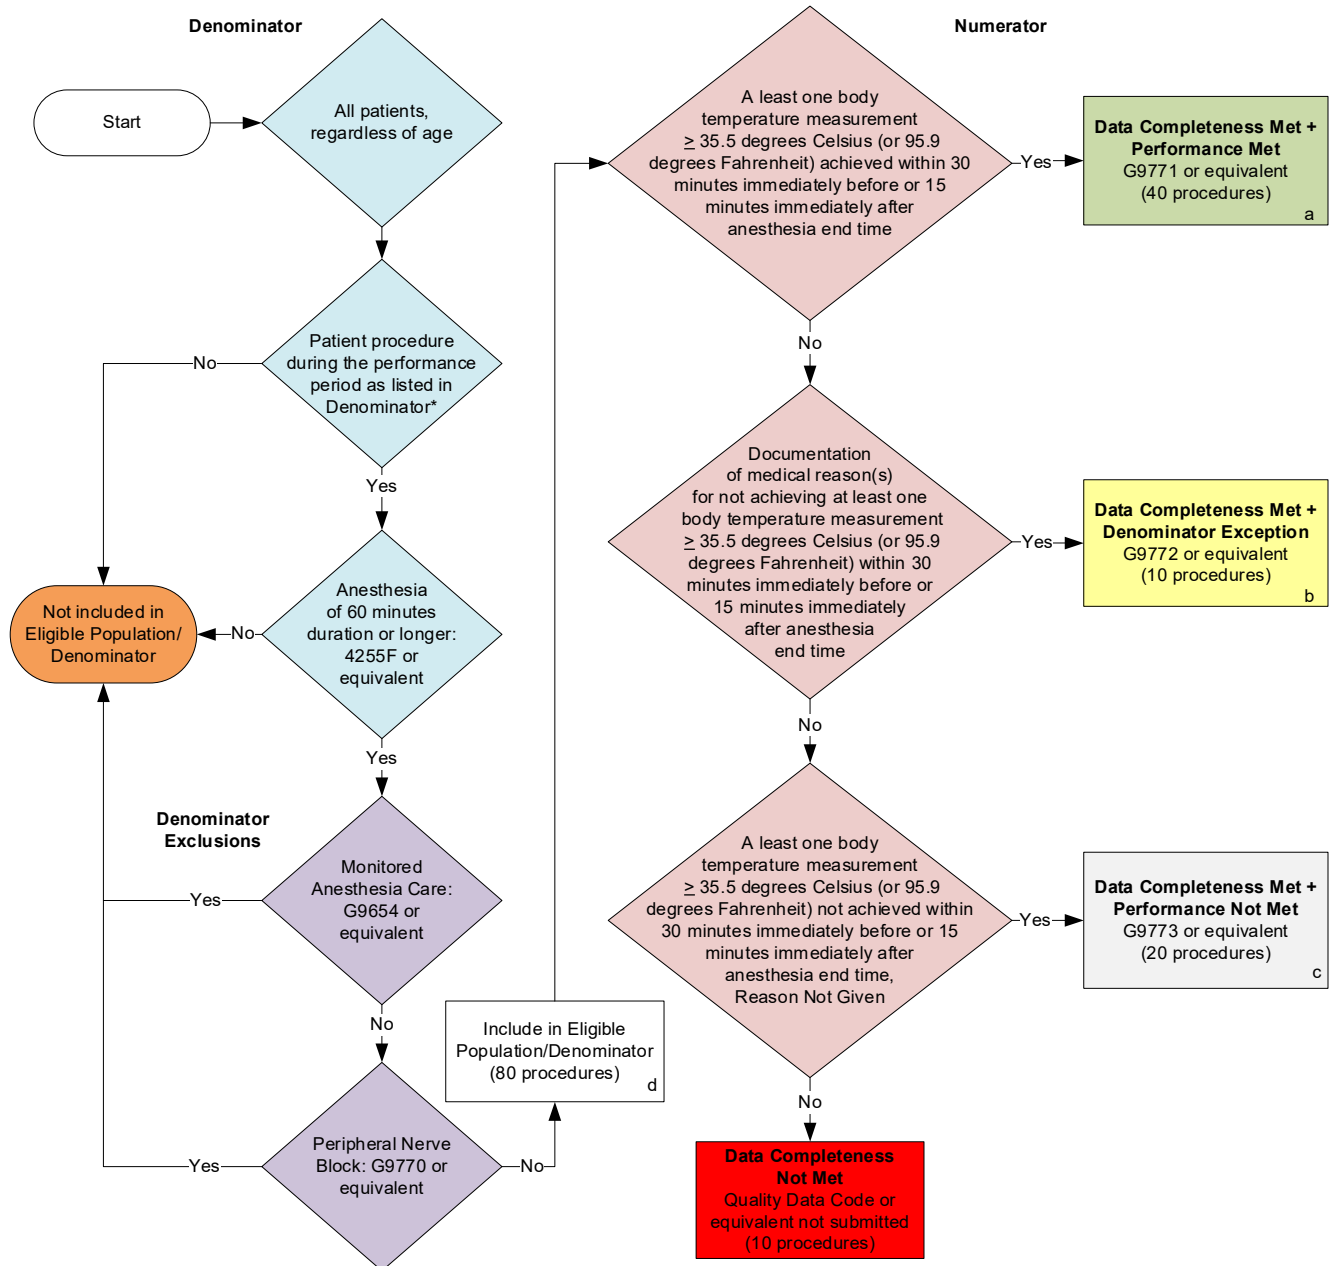 Denominator
Start
All patients,
regardless of age
Patient procedure
during the performance
period as listed in
Denominator*
No
Yes
Anesthesia
of 60 minutes
duration or longer:
4255F or
equivalent
No
Not included in
Eligible Population/
Denominator
Yes
Denominator
Exclusions
Monitored
Anesthesia Care:
G9654 or
equivalent
Yes
No
Peripheral Nerve
Block: G9770 or
equivalent
Yes
No
Include in Eligible
Population/Denominator
(80 procedures)
d
Numerator
A least one body
temperature measurement
≥ 35.5 degrees Celsius (or 95.9
degrees Fahrenheit) achieved within 30
minutes immediately before or 15
minutes immediately after
anesthesia end time
Yes
Data Completeness Met +
Performance Met
G9771 or equivalent
(40 procedures)
a
No
Documentation
of medical reason(s)
for not achieving at least one
body temperature measurement
≥ 35.5 degrees Celsius (or 95.9
degrees Fahrenheit) within 30
minutes immediately before or
15 minutes immediately
after anesthesia
end time
Yes
Data Completeness Met +
Denominator Exception
G9772 or equivalent
(10 procedures)
b
No
A least one body
temperature measurement
≥ 35.5 degrees Celsius (or 95.9
degrees Fahrenheit) not achieved within
30 minutes immediately before or 15
minutes immediately after
anesthesia end time,
Reason Not Given
Yes
Data Completeness Met +
Performance Not Met
G9773 or equivalent
(20 procedures)
c
No
Data Completeness
Not Met
Quality Data Code or
equivalent not submitted
(10 procedures)